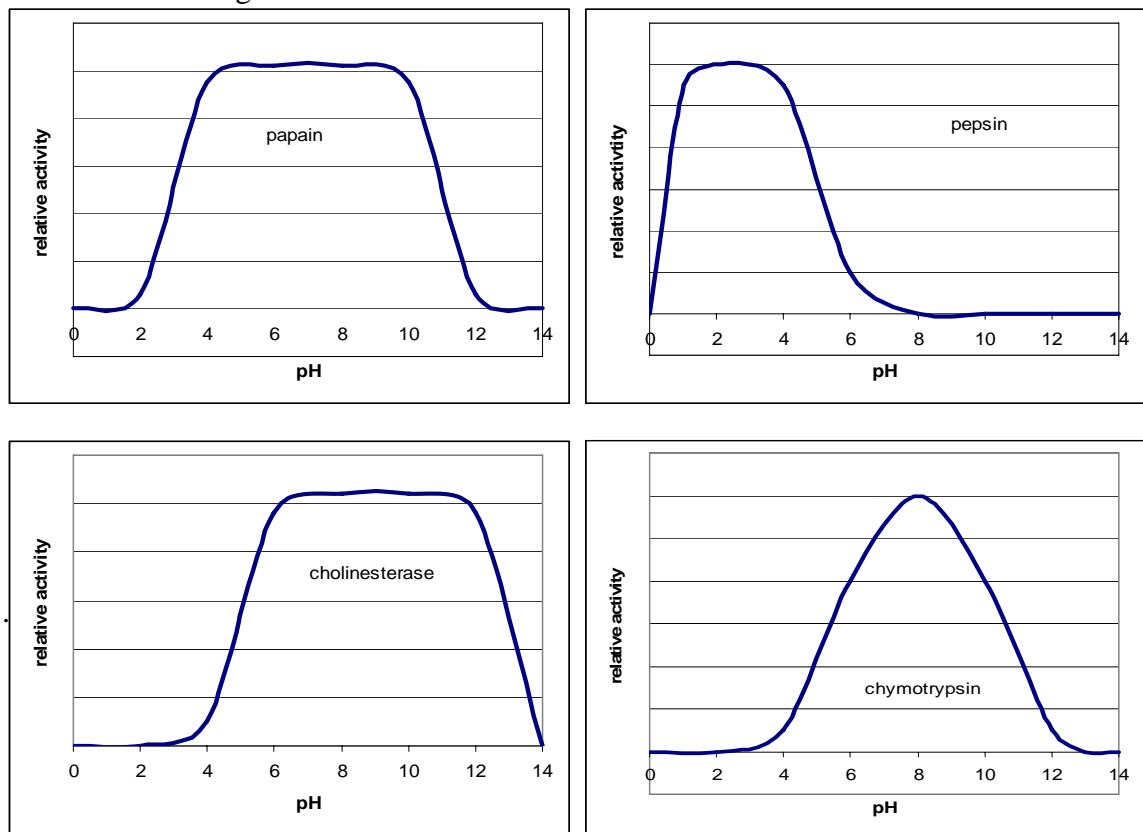 relative activity
papain
0 2 4 6 8 10 12 14
pH
relative activtity
pepsin
0 2 4 6 8 10 12 14
pH
relative activity
cholinesterase
0 2 4 6 8 10 12 14
pH
relative activity
chymotrypsin
0 2 4 6 8 10 12 14
pH